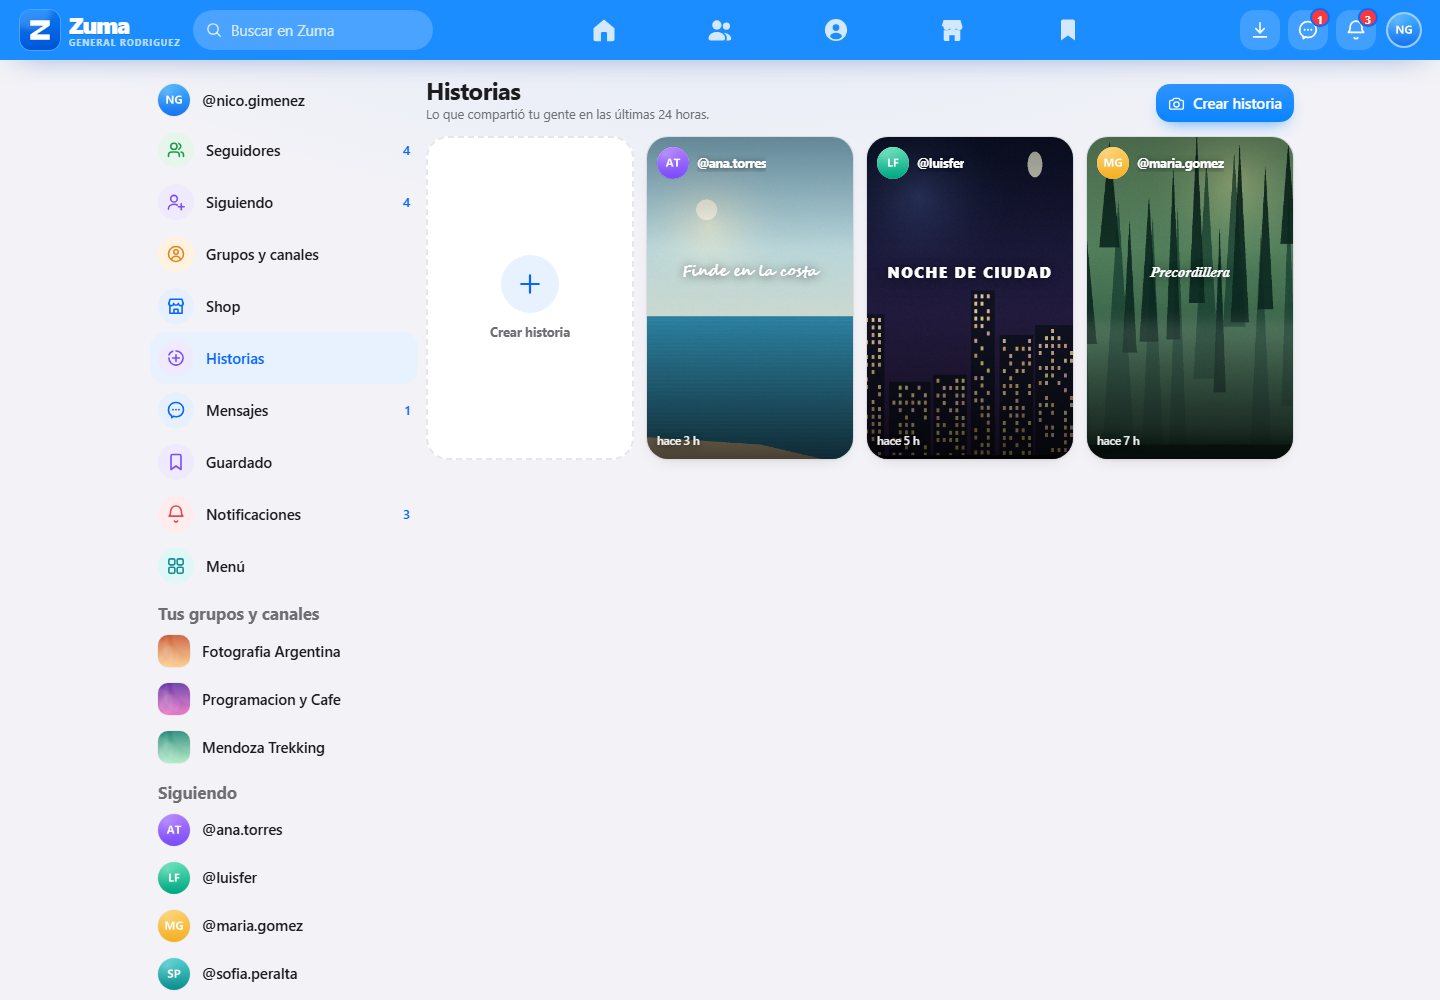 Zuma
GENERAL RODRIGUEZ
Buscar en Zuma
1
3
NG
NG
@nico.gimenez
Seguidores 4
Siguiendo 4
Grupos y canales
Shop
Historias
Mensajes 1
Guardado
Notificaciones 3
Menú
Tus grupos y canales
Fotografia Argentina
Programacion y Cafe
Mendoza Trekking
Siguiendo
AT @ana.torres
LF @luisfer
MG @maria.gomez
SP @sofia.peralta
Historias
Lo que compartió tu gente en las últimas 24 horas.
Crear historia
Crear historia
AT @ana.torres
Finde en la costa
hace 3 h
LF @luisfer
NOCHE DE CIUDAD
hace 5 h
MG @maria.gomez
Precordillera
hace 7 h